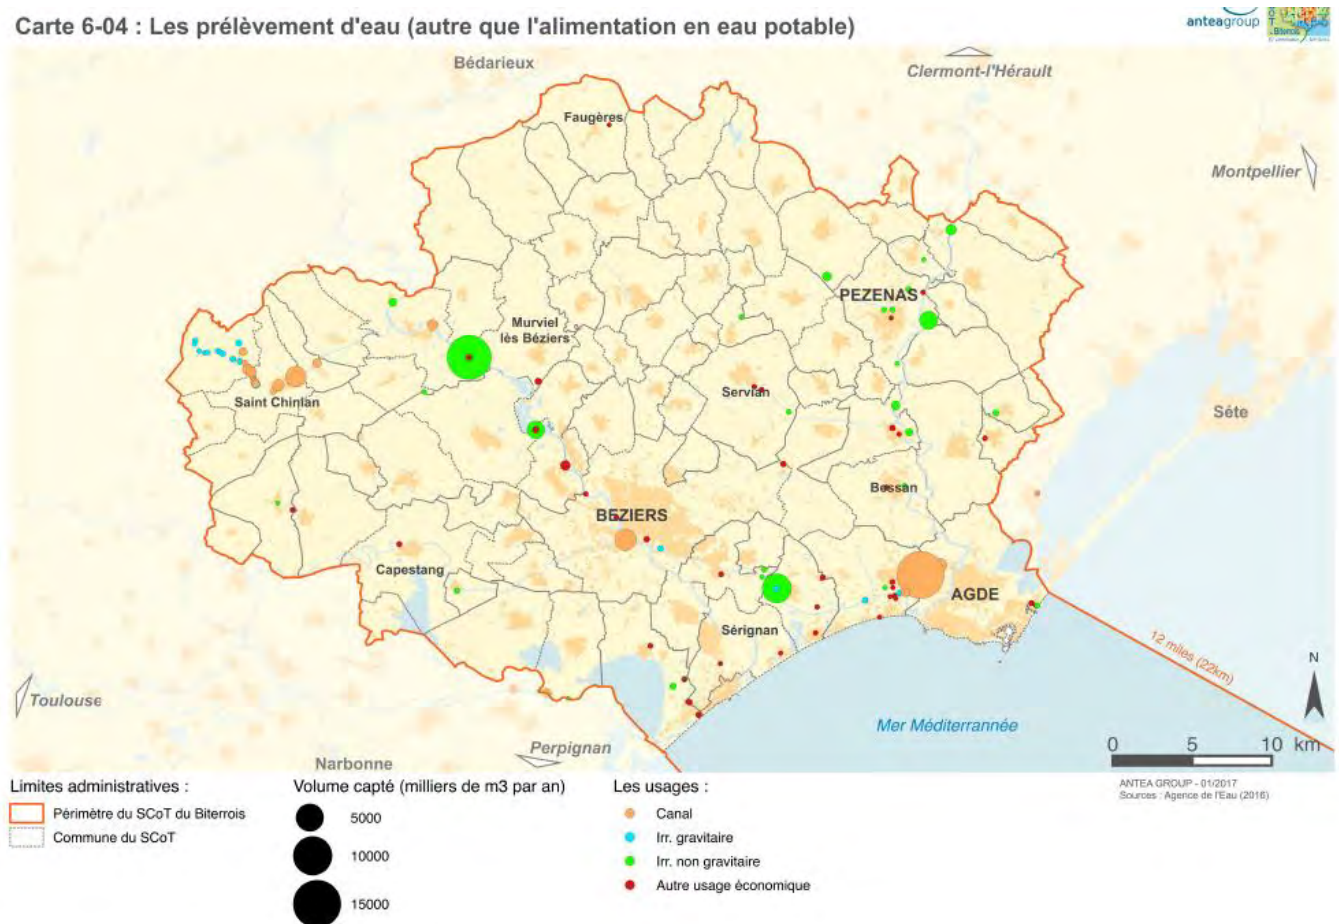 Carte 6-04 : Les prélèvement d'eau (autre que l'alimentation en eau potable)
anteagroup
Bédarieux
Clermont-l'Hérault
Faugères
Montpellier
PEZENAS
Murviel
lès Béziers
Servian
Saint Chinian
Séte
Bessan
BEZIERS
Capestang
AGDE
Sérignan
12 miles (22km)
N
Toulouse
Mer Méditerrannée
Perpignan
0 5 10 km
Narbonne
Limites administratives :
Périmètre du SCoT du Biterrois
Commune du SCoT
Volume capté (milliers de m3 par an)
5000
10000
15000
Les usages :
Canal
Irr. gravitaire
Irr. non gravitaire
Autre usage économique
ANTEA GROUP - 01/2017
Sources : Agence de l'Eau (2016)